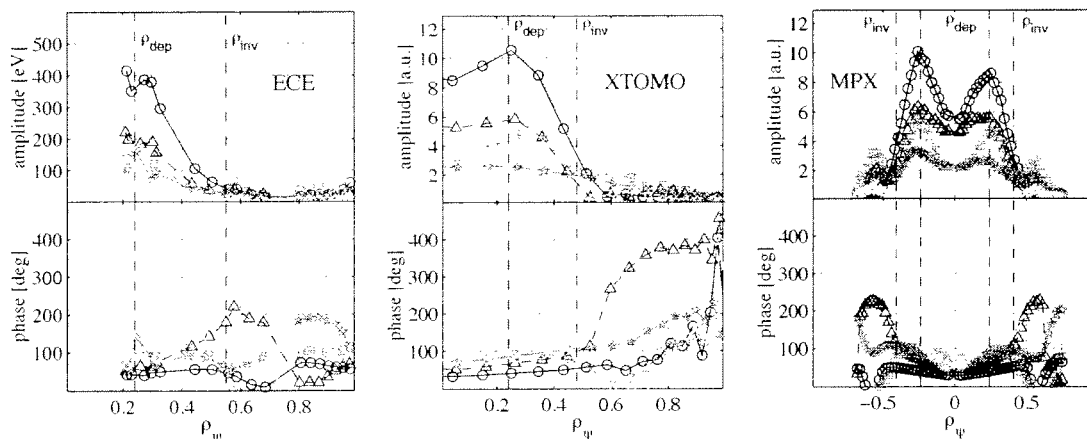 amplitude [eV]
500
400
300
200
100
ρdep
ρinv
ECE
phase [deg]
400
300
200
100
0.2
0.4
0.6
0.8
ρψ
amplitude [a.u.]
12
10
8
6
4
2
ρdep
ρinv
XTOMO
phase [deg]
400
300
200
100
0.2
0.4
0.6
0.8
ρψ
amplitude [a.u.]
12
10
8
6
4
2
ρinv
ρdep
ρinv
MPX
phase [deg]
400
300
200
100
−0.5
0
0.5
ρψ